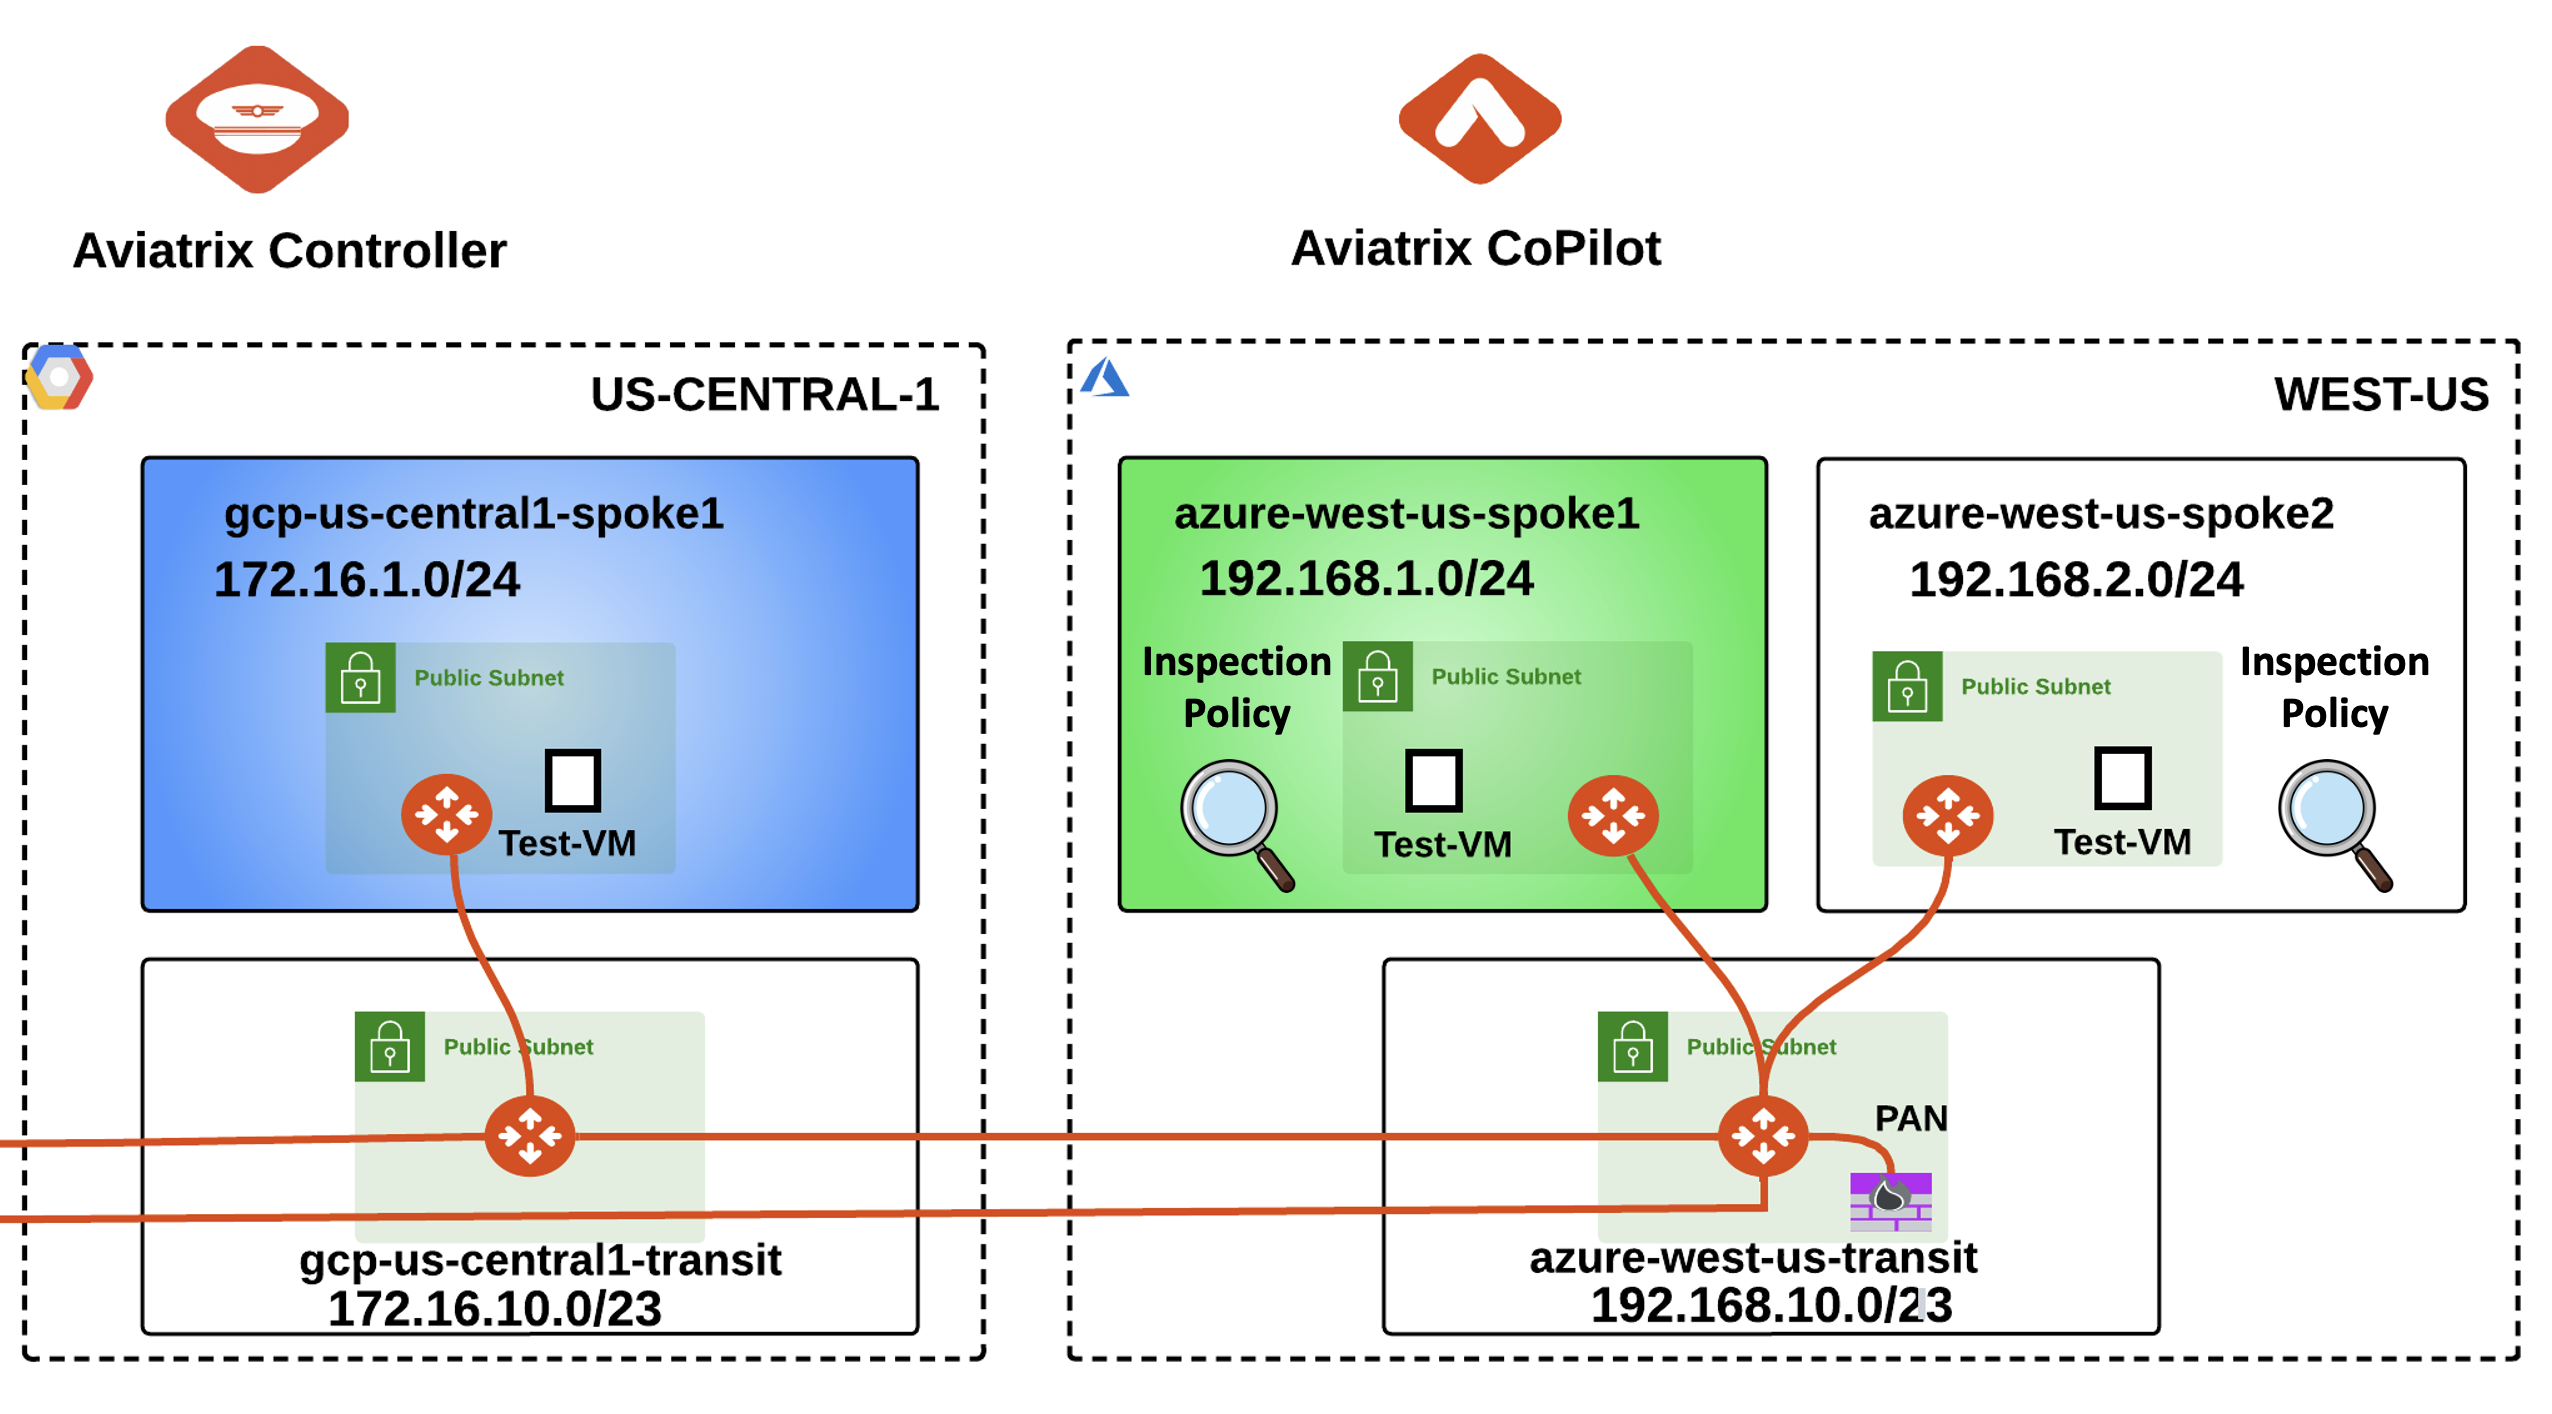 Aviatrix Controller
Aviatrix CoPilot
US-CENTRAL-1
gcp-us-central1-spoke1
172.16.1.0/24
Public Subnet
Test-VM
Public Subnet
gcp-us-central1-transit
172.16.10.0/23
WEST-US
azure-west-us-spoke1
192.168.1.0/24
Inspection
Policy
Public Subnet
Test-VM
azure-west-us-spoke2
192.168.2.0/24
Public Subnet
Test-VM
Inspection
Policy
Public Subnet
PAN
azure-west-us-transit
192.168.10.0/23